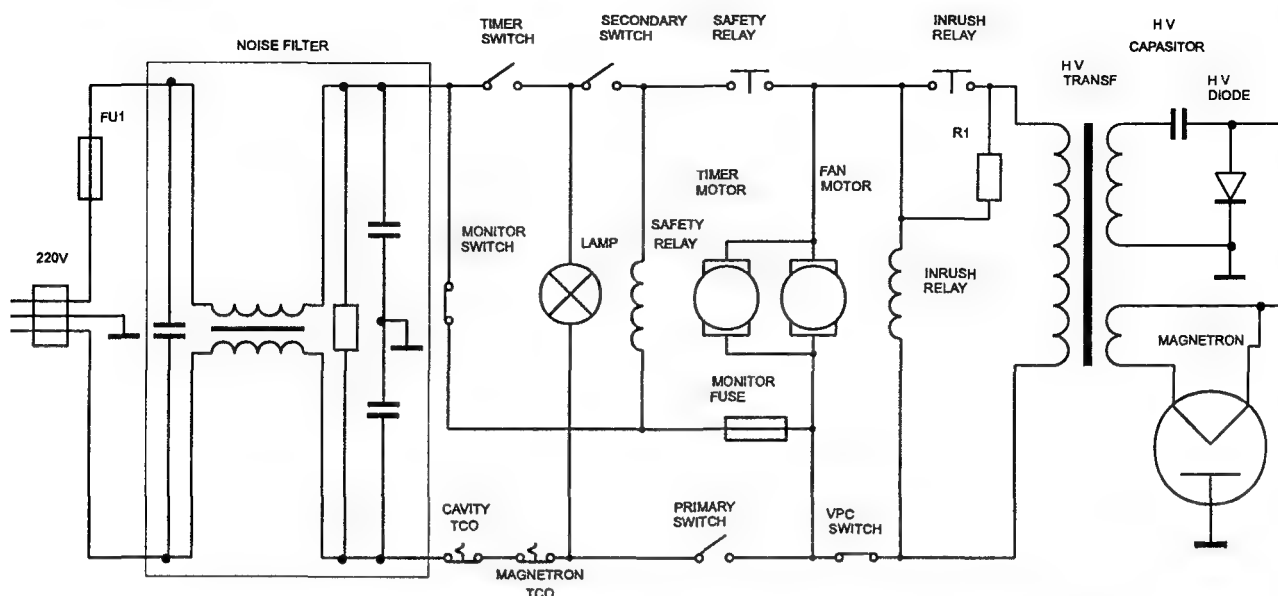 TIMER
SWITCH
SECONDARY
SWITCH
SAFETY
RELAY
INRUSH
RELAY
H V
CAPASITOR
NOISE FILTER
H V
TRANSF
H V
DIODE
FU1
R1
TIMER
MOTOR
FAN
MOTOR
MONITOR
SWITCH
LAMP
SAFETY
RELAY
220V
INRUSH
RELAY
MAGNETRON
MONITOR
FUSE
CAVITY
TCO
PRIMARY
SWITCH
VPC
SWITCH
MAGNETRON
TCO